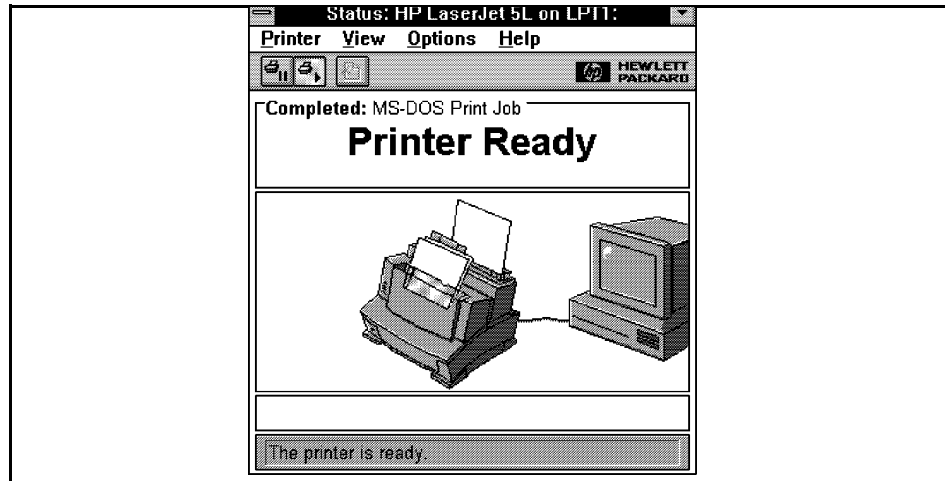 Status: HP LaserJet 5L on LPT1:
Printer View Options Help
hp HEWLETT
PACKARD
Completed: MS-DOS Print Job
Printer Ready
The printer is ready.